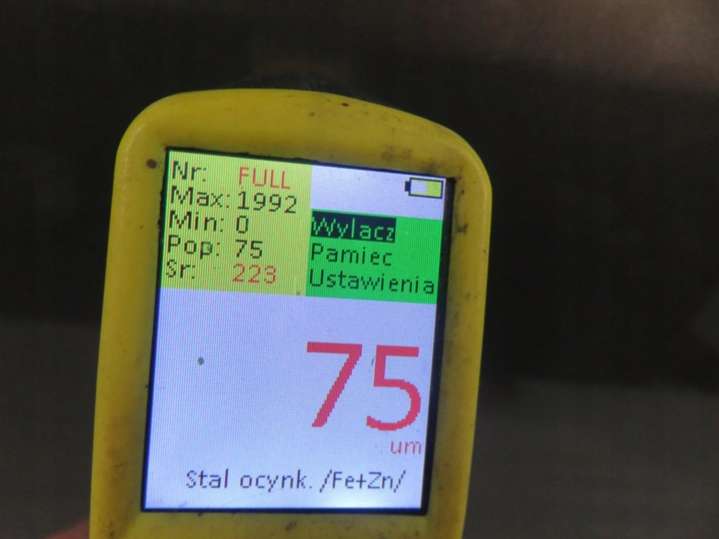 Nr: FULL
Max: 1992
Min: 0
Pop: 75
Sr: 223
Wylacz
Pamiec
Ustawienia
75
um
Stal ocynk. /Fe+Zn/